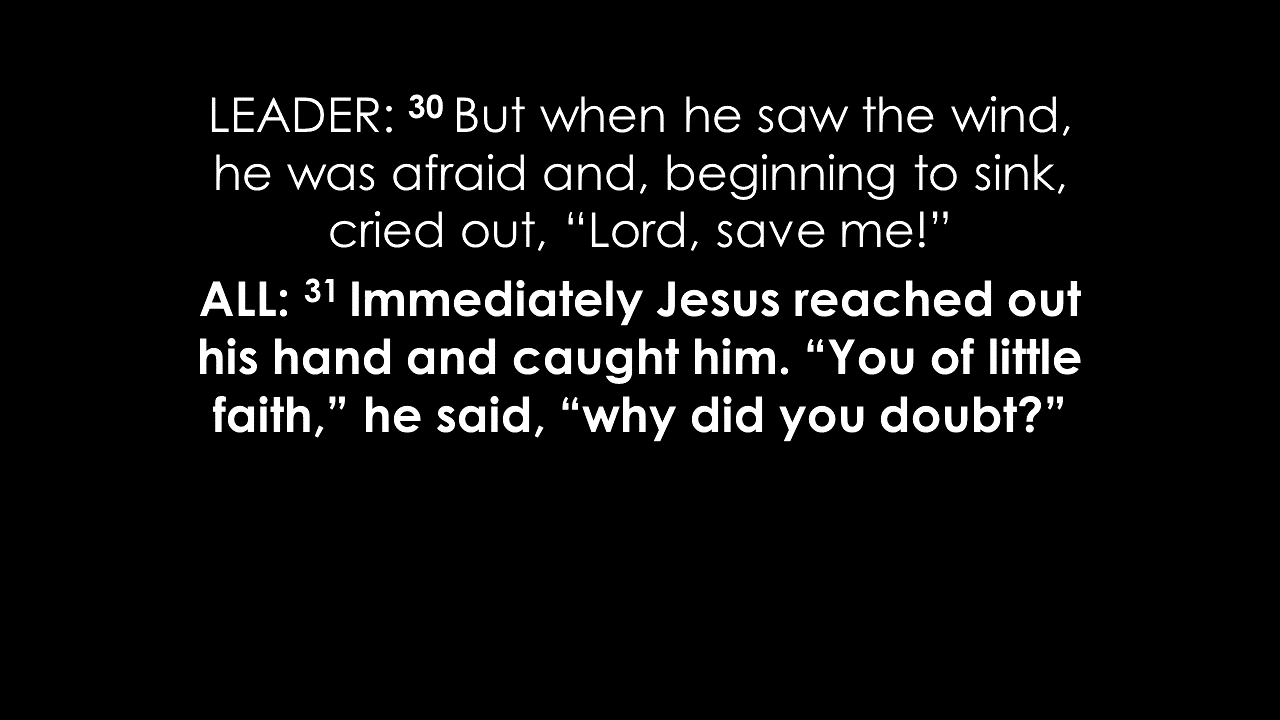 LEADER: 30 But when he saw the wind,
he was afraid and, beginning to sink,
cried out, “Lord, save me!”
ALL: 31 Immediately Jesus reached out
his hand and caught him. “You of little
faith,” he said, “why did you doubt?”